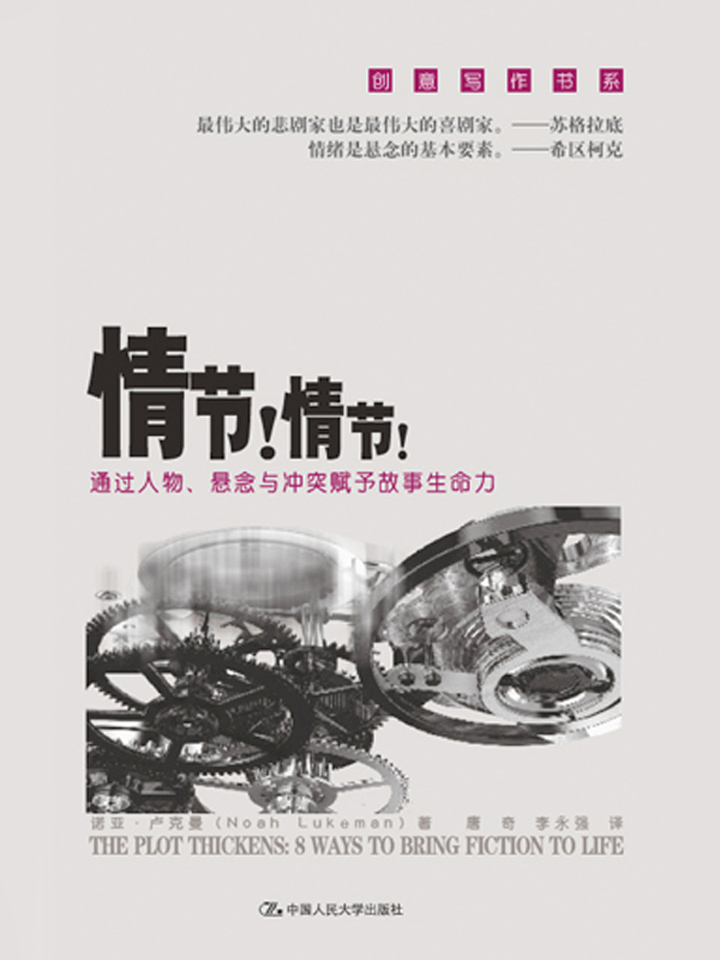 创意写作书系
最伟大的悲剧家也是最伟大的喜剧家。——苏格拉底
情绪是悬念的基本要素。——希区柯克
情节!情节!
通过人物、悬念与冲突赋予故事生命力
诺亚·卢克曼(Noah Lukeman)著 唐奇 李永强 译
THE PLOT THICKENS: 8 WAYS TO BRING FICTION TO LIFE
中国人民大学出版社